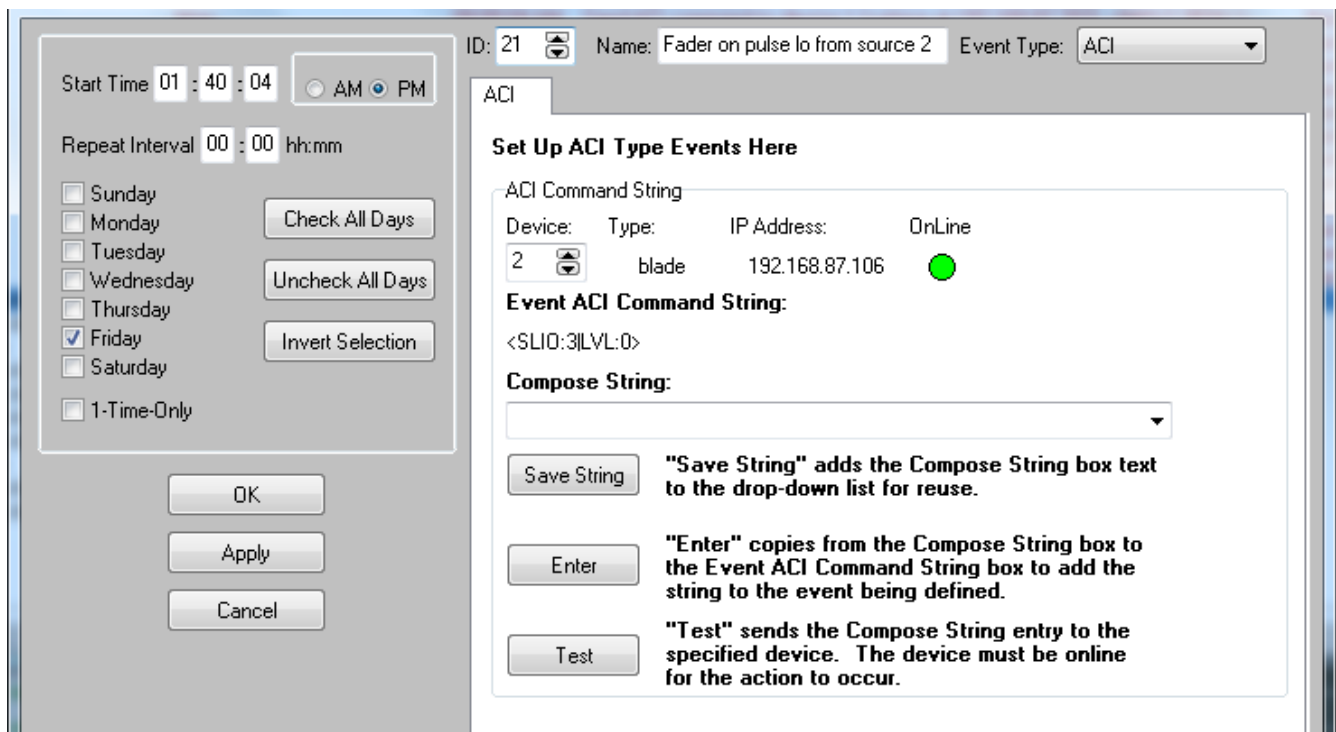 ID: 21 Name: Fader on pulse lo from source 2 Event Type: ACI
Start Time 01 : 40 : 04 AM PM
Repeat Interval 00 : 00 hh:mm
Sunday
Monday
Tuesday
Wednesday
Thursday
Friday
Saturday
1-Time-Only
Check All Days
Uncheck All Days
Invert Selection
OK
Apply
Cancel
ACI
Set Up ACI Type Events Here
ACI Command String
Device: Type: IP Address: OnLine
2 blade 192.168.87.106
Event ACI Command String:
<SLIO:3|LVL:0>
Compose String:
Save String
"Save String" adds the Compose String box text
to the drop-down list for reuse.
Enter
"Enter" copies from the Compose String box to
the Event ACI Command String box to add the
string to the event being defined.
Test
"Test" sends the Compose String entry to the
specified device. The device must be online
for the action to occur.